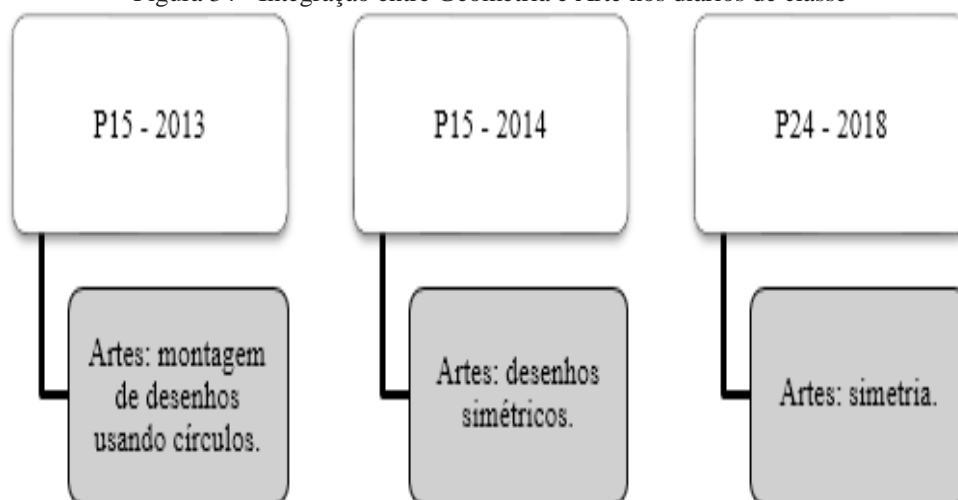 P15 - 2013
P15 - 2014
P24 - 2018
Artes: montagem
de desenhos
usando círculos.
Artes: desenhos
simétricos.
Artes: simetria.